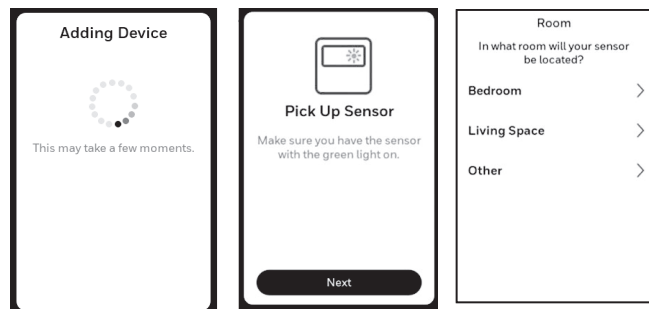 Adding Device
This may take a few moments.
Pick Up Sensor
Make sure you have the sensor
with the green light on.
Next
Room
In what room will your sensor
be located?
Bedroom
Living Space
Other